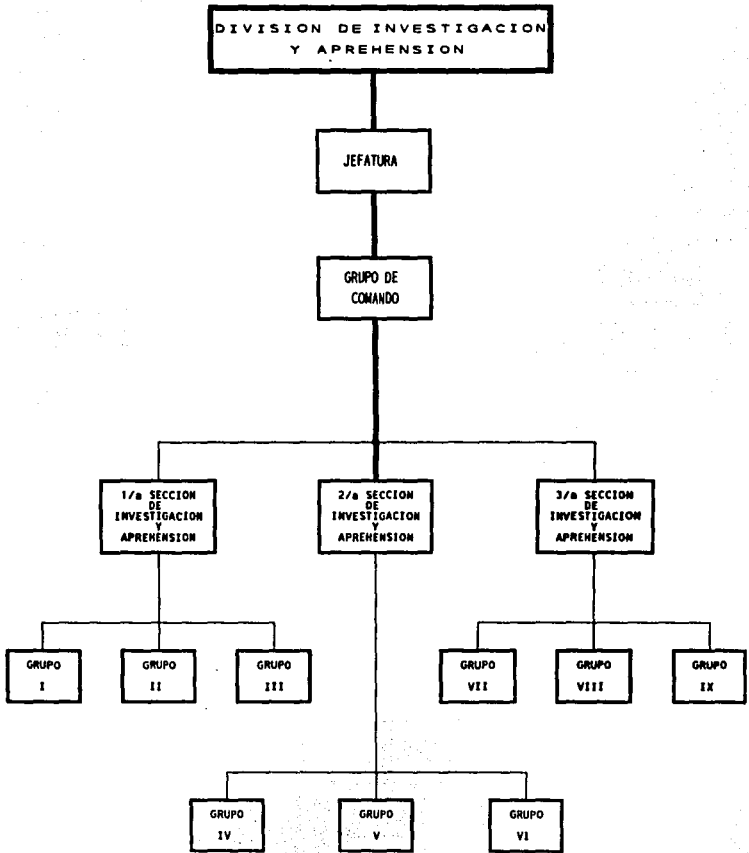 DIVISION DE INVESTIGACION
Y APREHENSION
JEFATURA
GRUPO DE
COMANDO
1/a SECCION
DE
INVESTIGACION
Y
APREHENSION
2/a SECCION
DE
INVESTIGACION
Y
APREHENSION
3/a SECCION
DE
INVESTIGACION
Y
APREHENSION
GRUPO
I
GRUPO
II
GRUPO
III
GRUPO
VII
GRUPO
VIII
GRUPO
IX
GRUPO
IV
GRUPO
V
GRUPO
VI